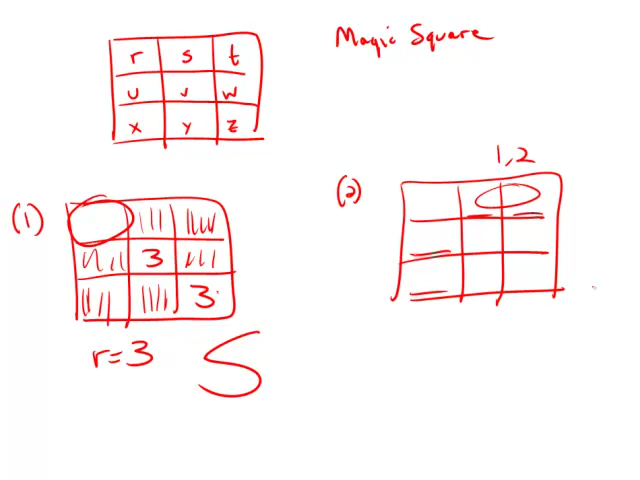 Magic Square
r s t
u v w
x y z
1,2
(1)
(2)
3
3
r=3
S